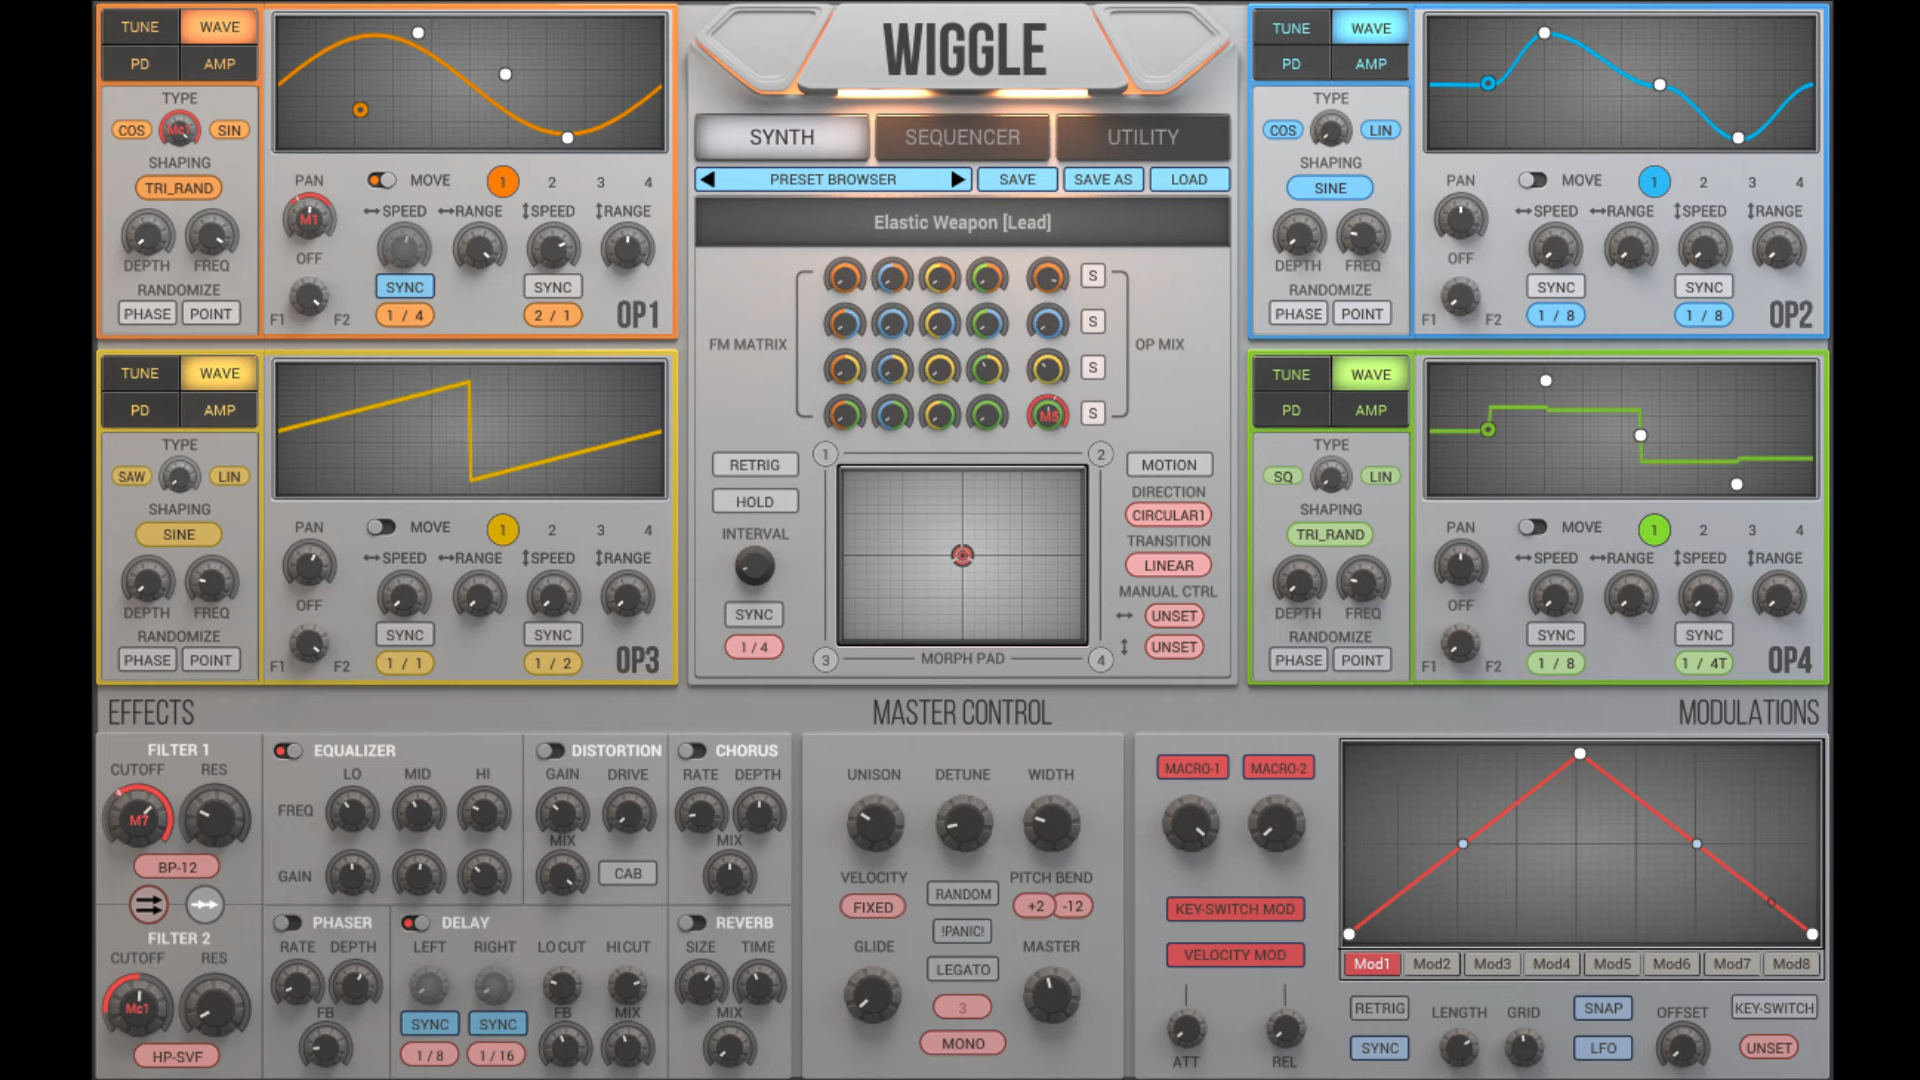 WIGGLE
SYNTH SEQUENCER UTILITY
PRESET BROWSER SAVE SAVE AS LOAD
Elastic Weapon [Lead]
TUNE WAVE
PD AMP
TYPE
COS Mc1 SIN
SHAPING
TRI_RAND
DEPTH FREQ
RANDOMIZE
PHASE POINT
PAN MOVE 1 2 3 4
M1 SPEED RANGE SPEED RANGE
OFF
SYNC SYNC
F1 F2 1 / 4 2 / 1 OP1
TUNE WAVE
PD AMP
TYPE
COS LIN
SHAPING
SINE
DEPTH FREQ
RANDOMIZE
PHASE POINT
PAN MOVE 1 2 3 4
SPEED RANGE SPEED RANGE
OFF
SYNC SYNC
F1 F2 1 / 8 1 / 8 OP2
TUNE WAVE
PD AMP
TYPE
SAW LIN
SHAPING
SINE
DEPTH FREQ
RANDOMIZE
PHASE POINT
PAN MOVE 1 2 3 4
SPEED RANGE SPEED RANGE
OFF
SYNC SYNC
F1 F2 1 / 1 1 / 2 OP3
TUNE WAVE
PD AMP
TYPE
SQ LIN
SHAPING
TRI_RAND
DEPTH FREQ
RANDOMIZE
PHASE POINT
PAN MOVE 1 2 3 4
SPEED RANGE SPEED RANGE
OFF
SYNC SYNC
F1 F2 1 / 8 1 / 4T OP4
S
S
FM MATRIX OP MIX
S
M5 S
RETRIG 1 2 MOTION
HOLD DIRECTION
CIRCULAR1
INTERVAL TRANSITION
LINEAR
MANUAL CTRL
SYNC UNSET
1 / 4 3 MORPH PAD 4 UNSET
EFFECTS MASTER CONTROL MODULATIONS
FILTER 1
CUTOFF RES
M7
BP-12
FILTER 2
CUTOFF RES
Mc1
HP-SVF
EQUALIZER
LO MID HI
FREQ
GAIN
DISTORTION
GAIN DRIVE
MIX
CAB
CHORUS
RATE DEPTH
MIX
PHASER
RATE DEPTH
FB
DELAY
LEFT RIGHT LO CUT HI CUT
SYNC SYNC FB MIX
1 / 8 1 / 16
REVERB
SIZE TIME
MIX
UNISON DETUNE WIDTH
VELOCITY RANDOM PITCH BEND
FIXED +2 -12
!PANIC!
GLIDE LEGATO MASTER
3
MONO
MACRO-1 MACRO-2
KEY-SWITCH MOD
VELOCITY MOD
ATT REL
Mod1 Mod2 Mod3 Mod4 Mod5 Mod6 Mod7 Mod8
RETRIG LENGTH GRID SNAP OFFSET KEY-SWITCH
SYNC LFO UNSET